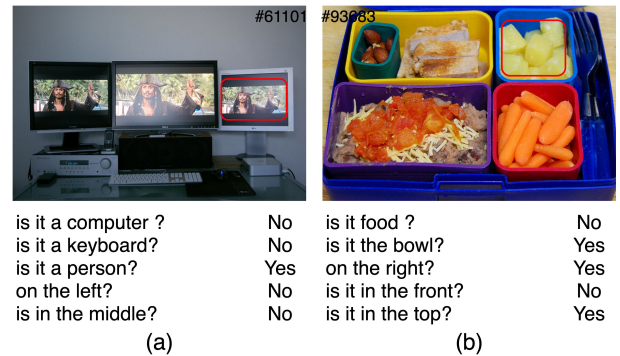 #61101 #93683
is it a computer ? No
is it a keyboard? No
is it a person? Yes
on the left? No
is in the middle? No
(a)
is it food ? No
is it the bowl? Yes
on the right? Yes
is it in the front? No
is it in the top? Yes
(b)